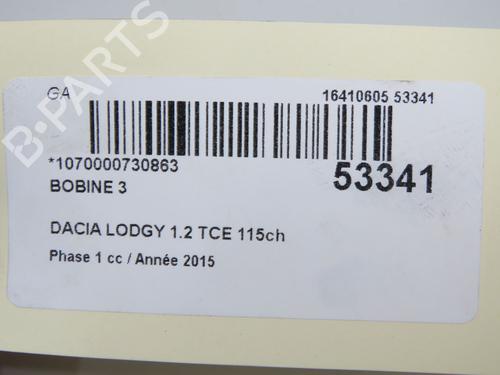 B-PARTS
GA
16410605 53341
*1070000730863
53341
BOBINE 3
DACIA LODGY 1.2 TCE 115ch
Phase 1 cc / Année 2015